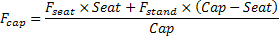 F_cap = (F_seat × Seat + F_stand × (Cap − Seat)) / Cap